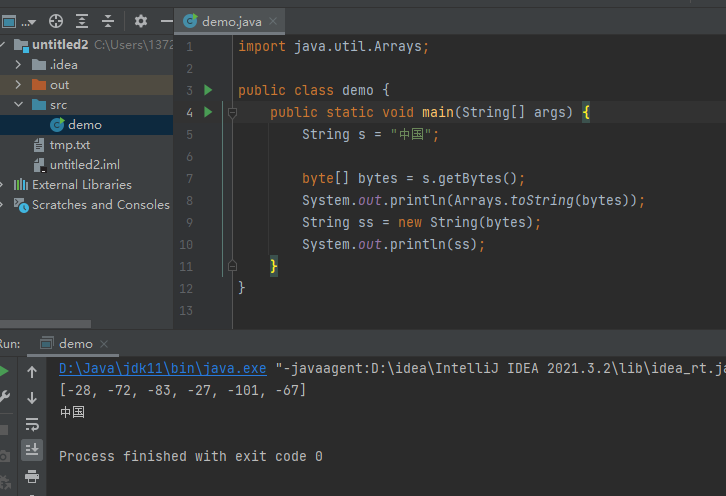 ...
demo.java
untitled2 C:\Users\1372
.idea
out
src
demo
tmp.txt
untitled2.iml
External Libraries
Scratches and Consoles
1 import java.util.Arrays;
2
3 public class demo {
4 public static void main(String[] args) {
5 String s = "中国";
6
7 byte[] bytes = s.getBytes();
8 System.out.println(Arrays.toString(bytes));
9 String ss = new String(bytes);
10 System.out.println(ss);
11 }
12 }
13
Run: demo
D:\Java\jdk11\bin\java.exe "-javaagent:D:\idea\IntelliJ IDEA 2021.3.2\lib\idea_rt.ja
[-28, -72, -83, -27, -101, -67]
中国
Process finished with exit code 0